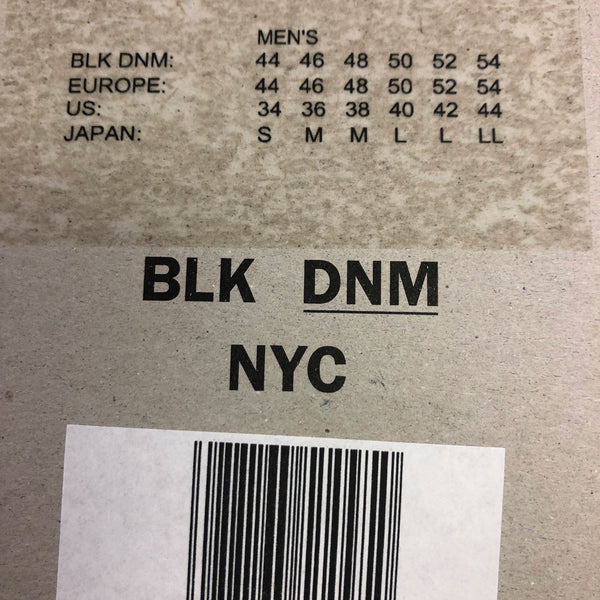 MEN'S
BLK DNM: 44 46 48 50 52 54
EUROPE: 44 46 48 50 52 54
US: 34 36 38 40 42 44
JAPAN: S M M L L LL
BLK DNM
NYC